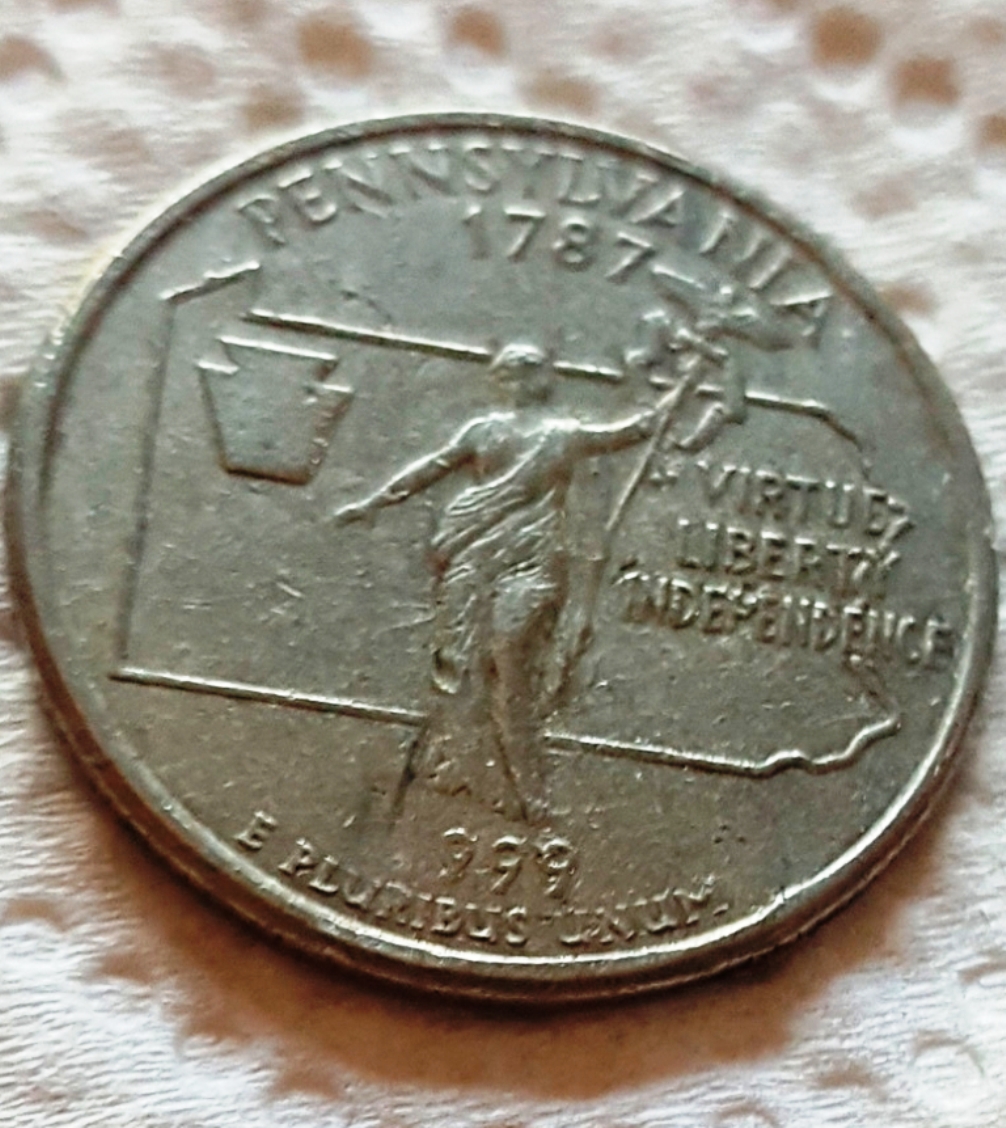 PENNSYLVANIA
1787
VIRTUE
LIBERTY
INDEPENDENCE
999
E PLURIBUS UNUM